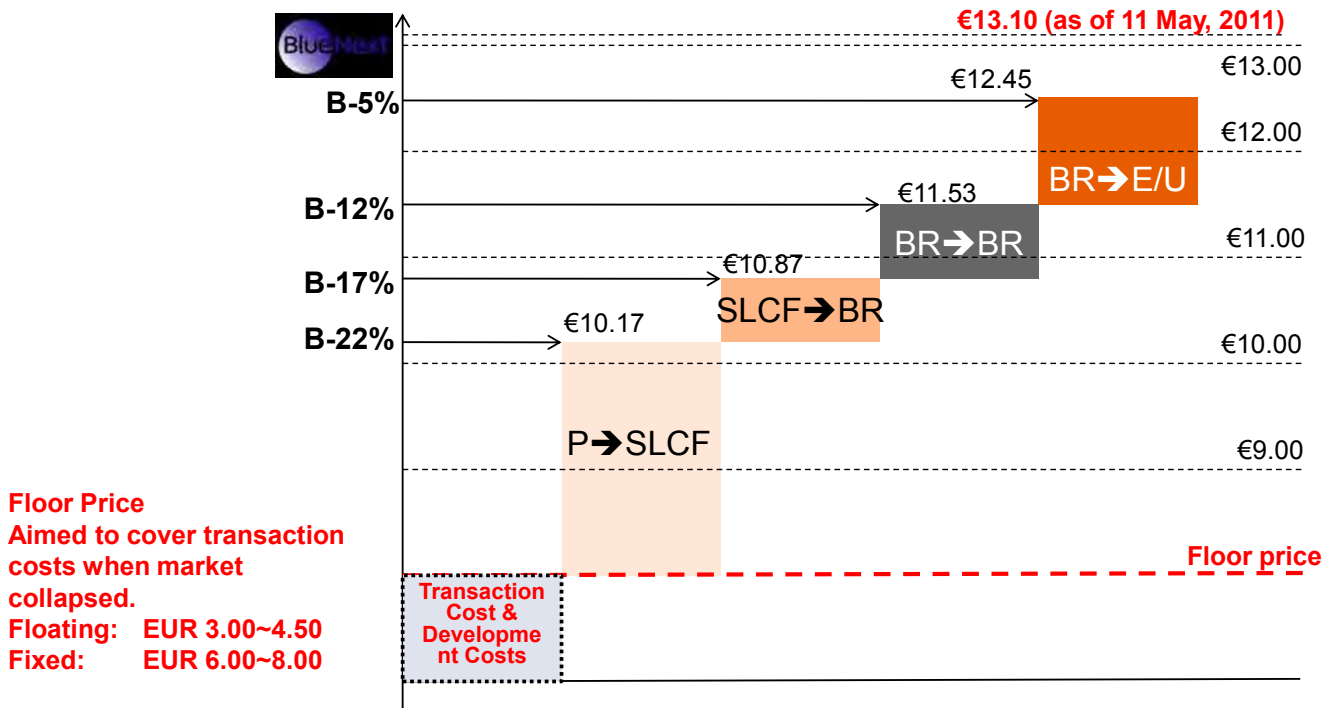 €13.10 (as of 11 May, 2011)
BlueNext
€13.00
€12.45
B-5%
€12.00
BR➔E/U
€11.53
B-12%
BR➔BR
€11.00
€10.87
B-17%
SLCF➔BR
€10.17
B-22%
€10.00
P➔SLCF
€9.00
Floor Price
Aimed to cover transaction
costs when market
collapsed.
Floating: EUR 3.00~4.50
Fixed: EUR 6.00~8.00
Floor price
Transaction
Cost &
Developme
nt Costs